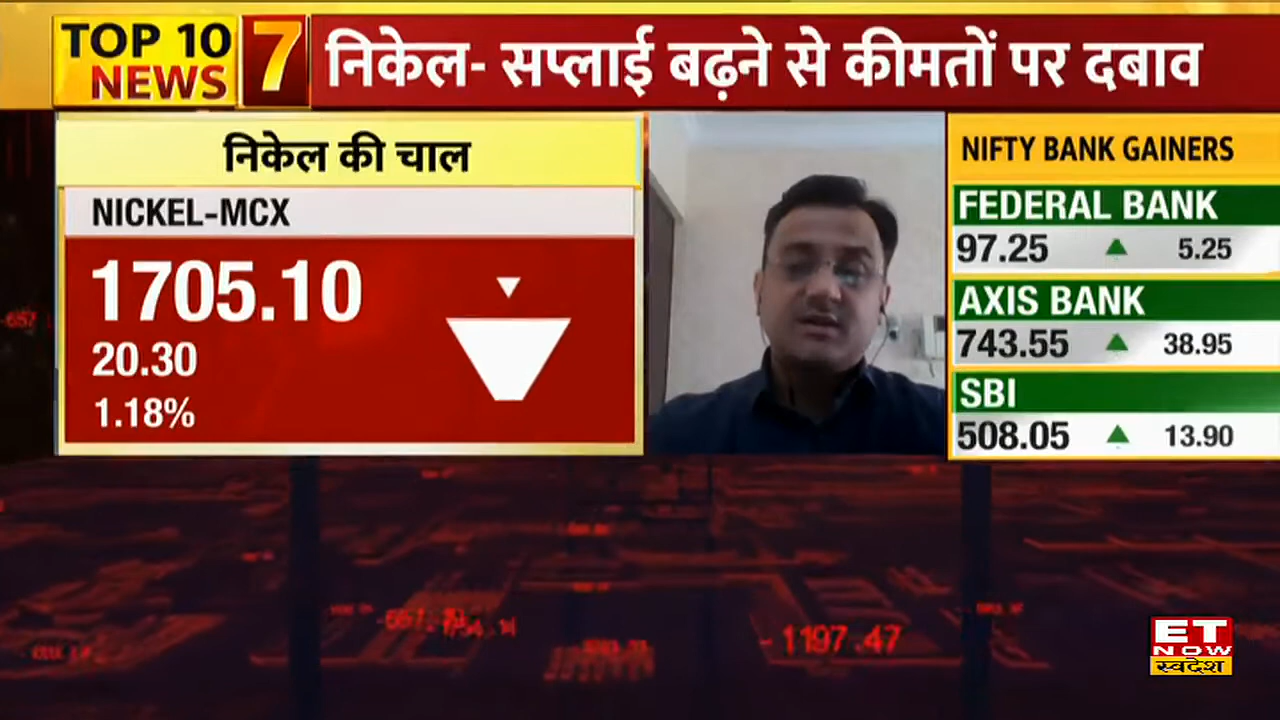 TOP 10
NEWS
7
निकेल- सप्लाई बढ़ने से कीमतों पर दबाव
निकेल की चाल
NICKEL-MCX
1705.10
20.30
1.18%
NIFTY BANK GAINERS
FEDERAL BANK
97.25 ▲ 5.25
AXIS BANK
743.55 ▲ 38.95
SBI
508.05 ▲ 13.90
-657
- 1197.47
ET
NOW
स्वदेश